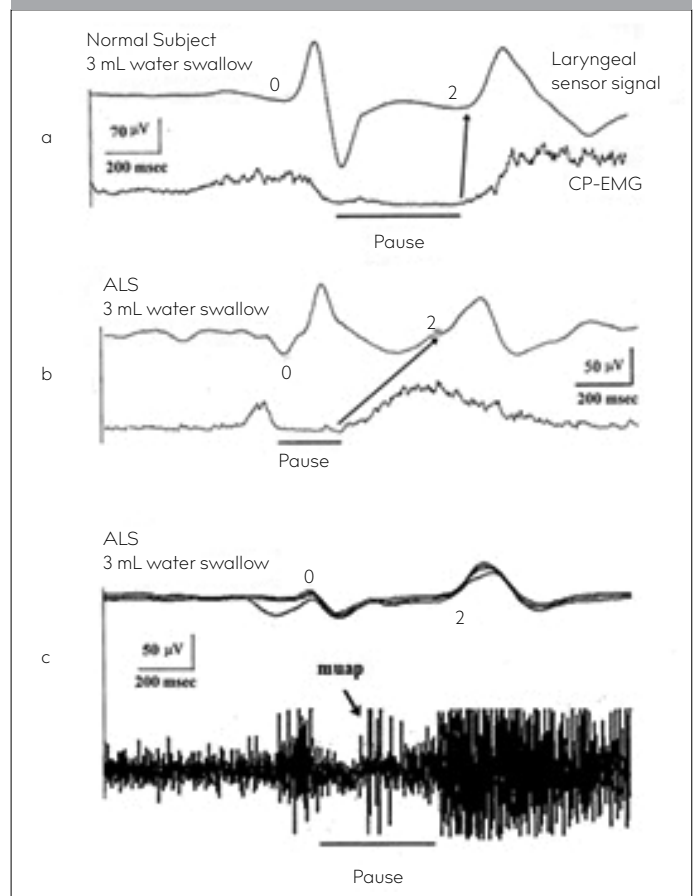 Normal Subject
3 mL water swallow
0
2
Laryngeal
sensor signal
a
70 µV
200 msec
CP-EMG
Pause
ALS
3 mL water swallow
2
0
b
50 µV
200 msec
Pause
ALS
3 mL water swallow
0
2
c
50 µV
200 msec
muap
Pause